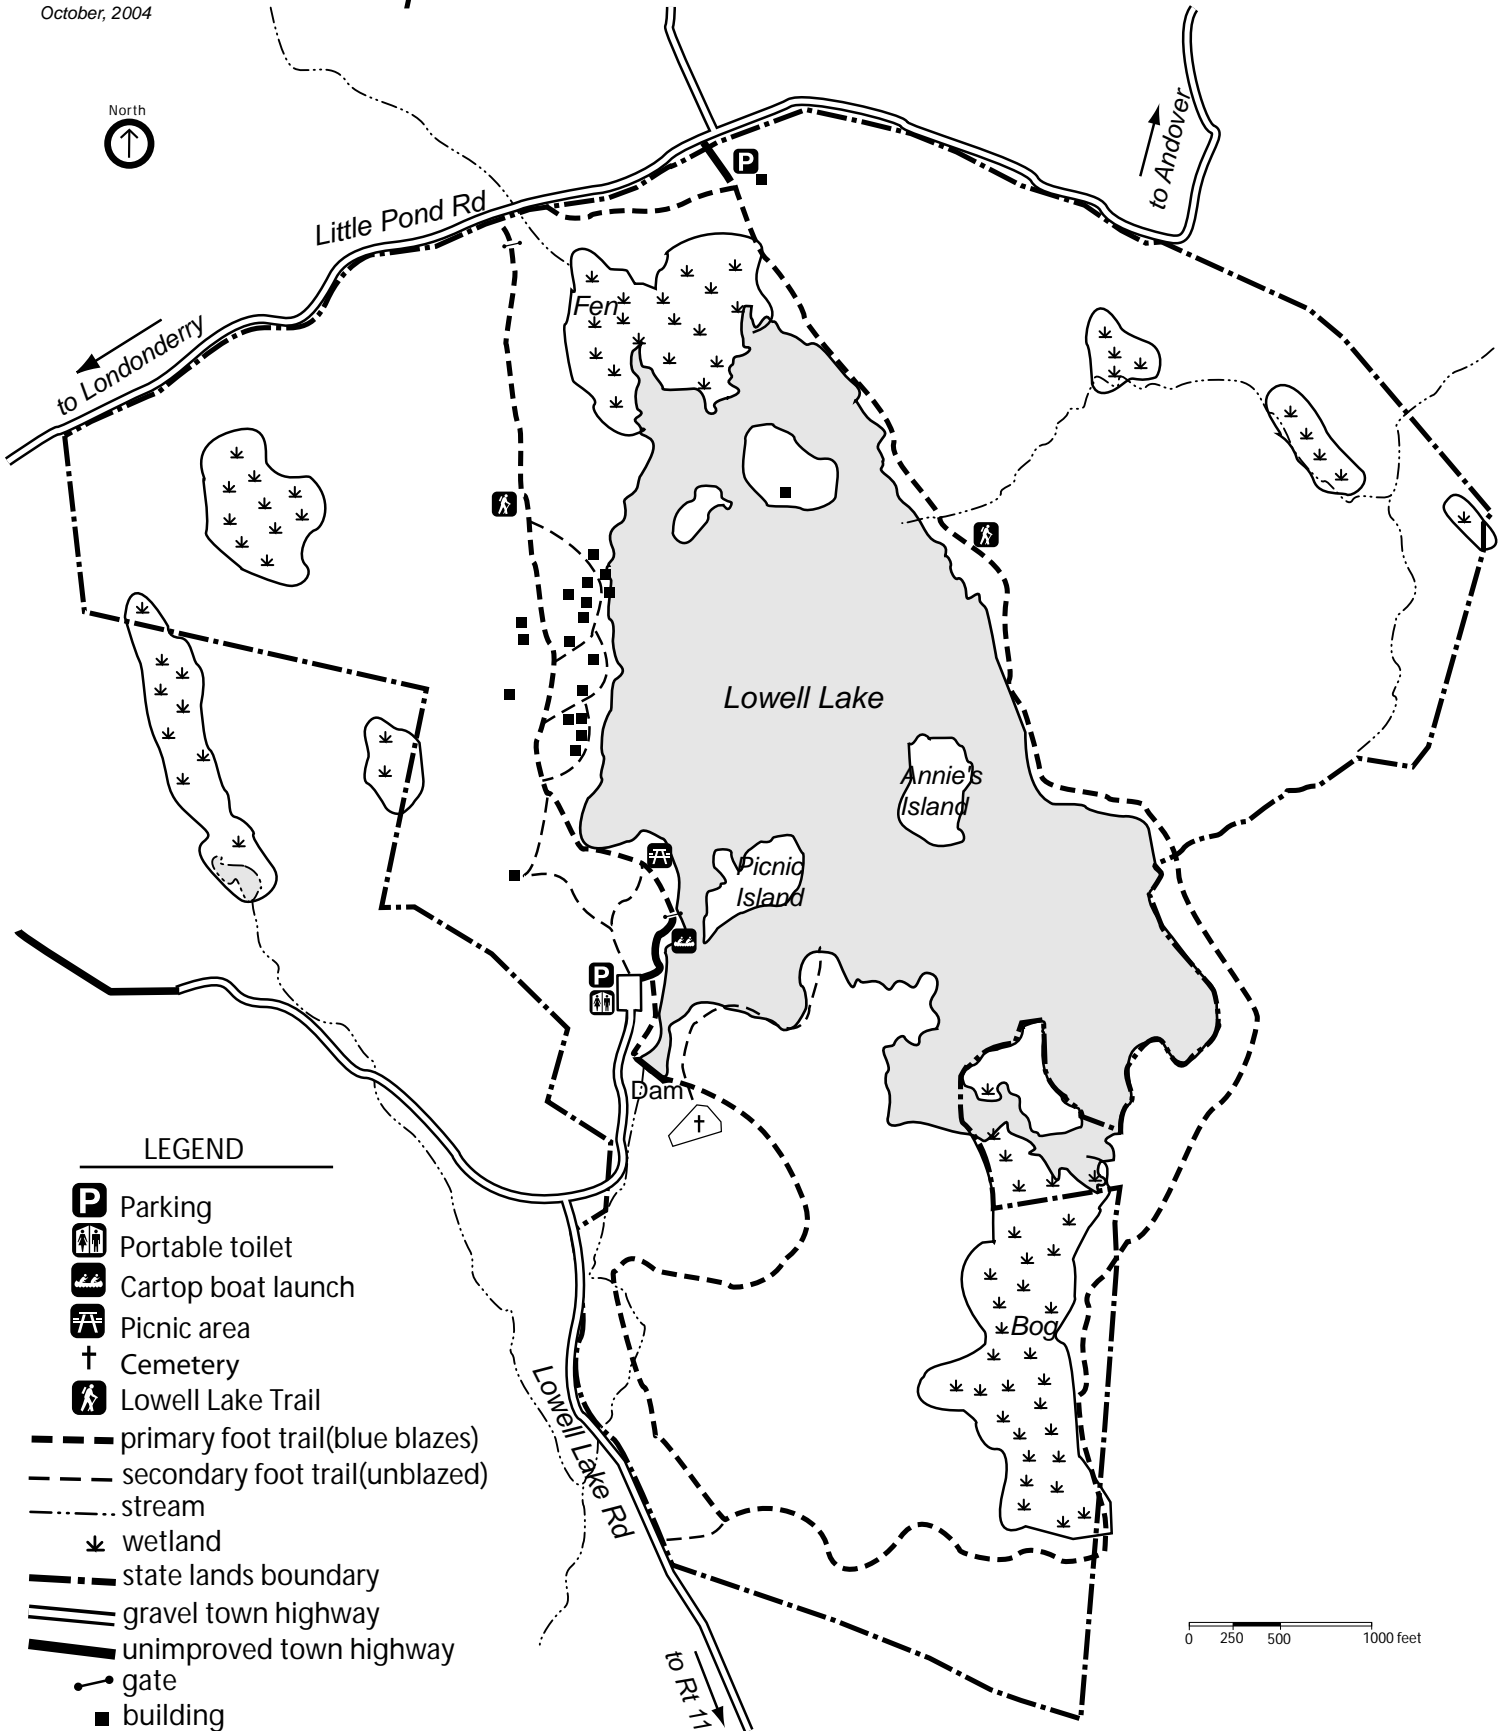 October, 2004
North
P
Little Pond Rd
to Andover
to Londonderry
Fen
Lowell Lake
Annie's
Island
Picnic
Island
P
Dam
Bog
Lowell Lake Rd
to Rt 11
LEGEND
P Parking
Portable toilet
Cartop boat launch
Picnic area
Cemetery
Lowell Lake Trail
primary foot trail(blue blazes)
secondary foot trail(unblazed)
stream
wetland
state lands boundary
gravel town highway
unimproved town highway
gate
building
0 250 500 1000 feet